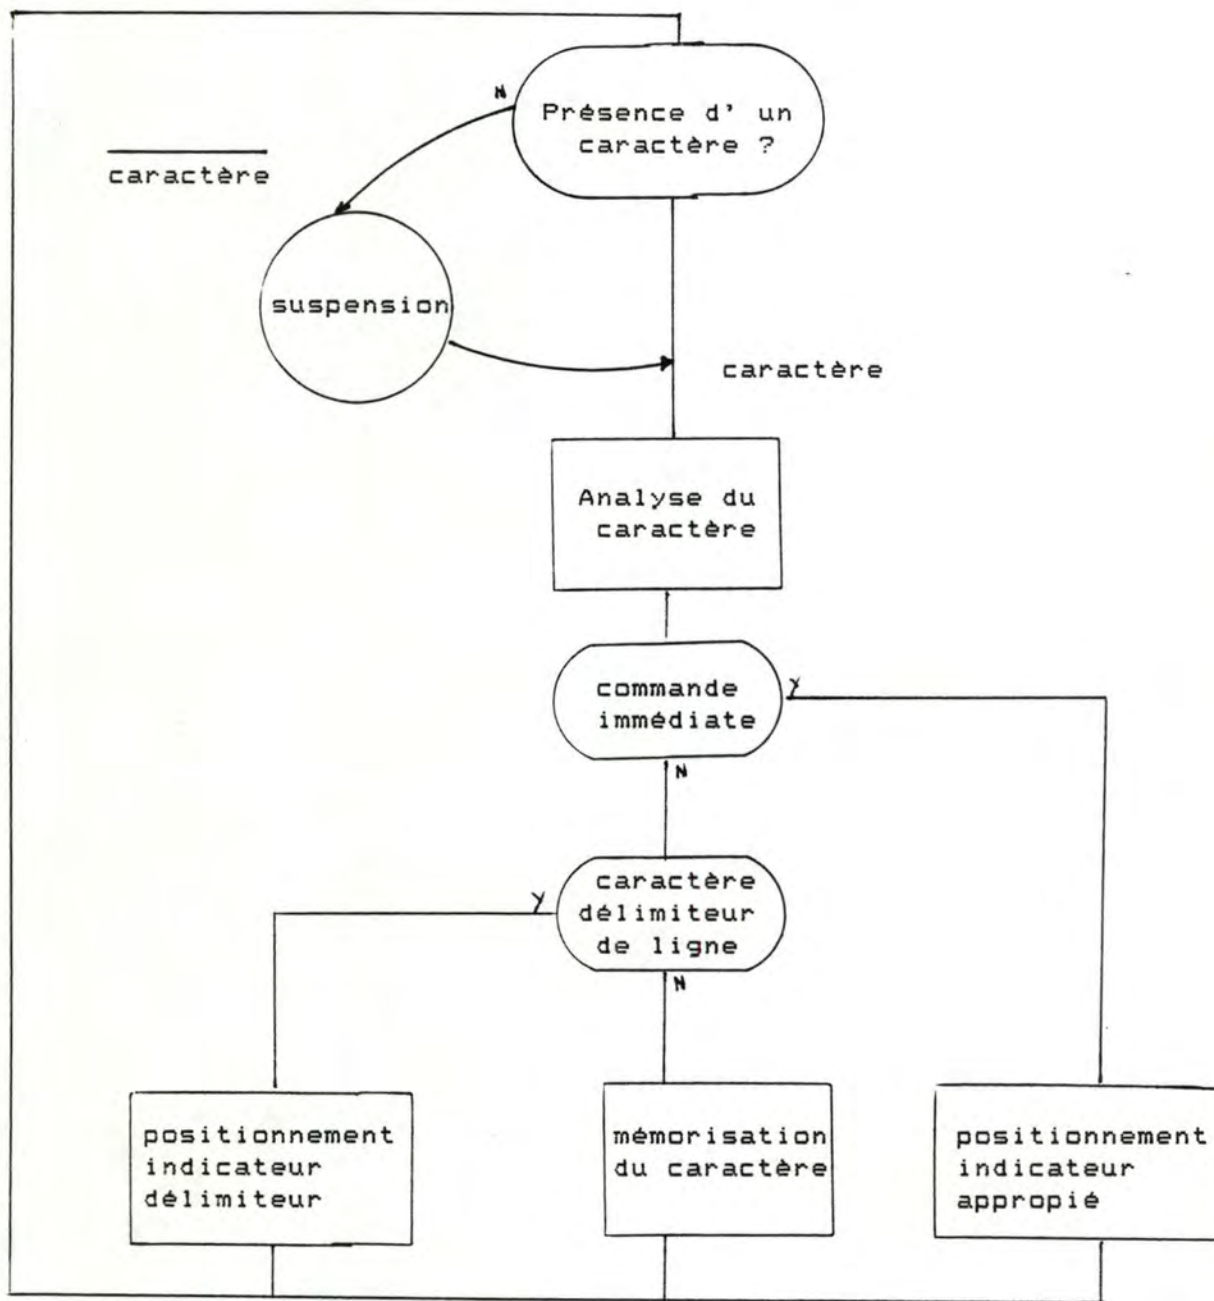 N
Présence d' un
caractère ?
caractère
suspension
caractère
Analyse du
caractère
commande
immédiate
Y
N
caractère
délimiteur
de ligne
Y
N
positionnement
indicateur
délimiteur
mémorisation
du caractère
positionnement
indicateur
appropié